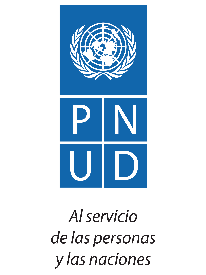 P N
U D
Al servicio
de las personas
y las naciones